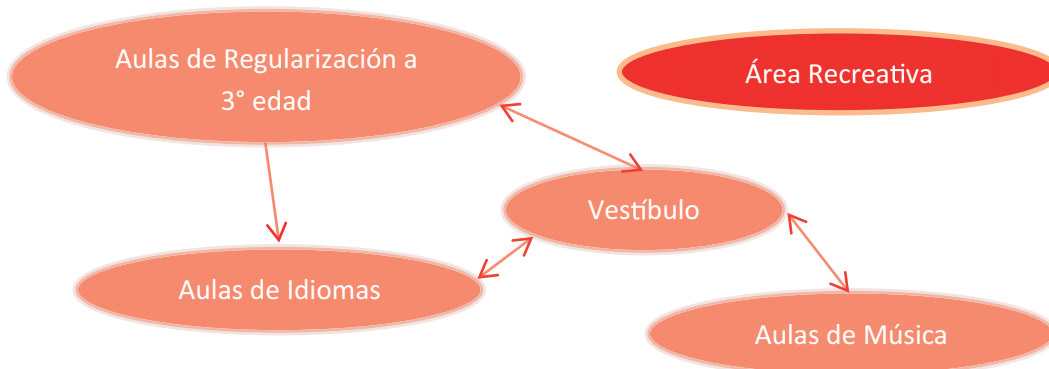 Aulas de Regularización a
3° edad
Área Recreativa
Vestíbulo
Aulas de Idiomas
Aulas de Música